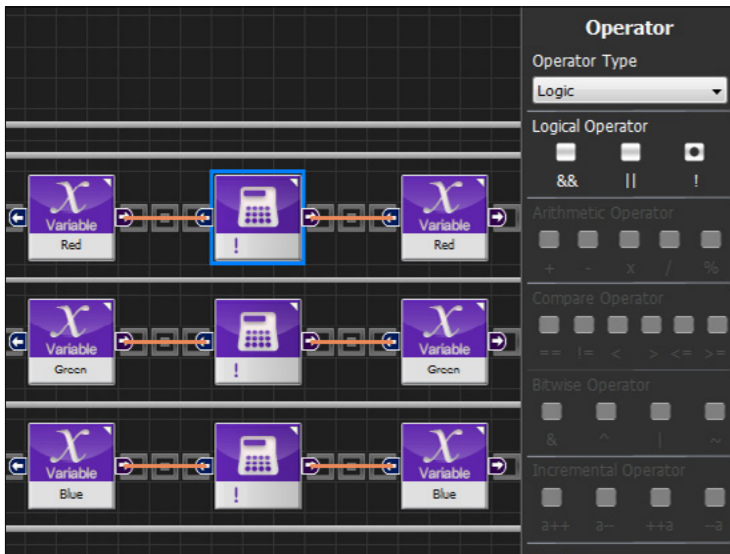 Operator
Operator Type
Logic
Logical Operator
&& || !
Arithmetic Operator
+ - x / %
Compare Operator
== != < > <= >=
Bitwise Operator
& ^ | ~
Incremental Operator
a++ a-- ++a --a
X X
Variable Variable
Red ! Red
X X
Variable Variable
Green ! Green
X X
Variable Variable
Blue ! Blue